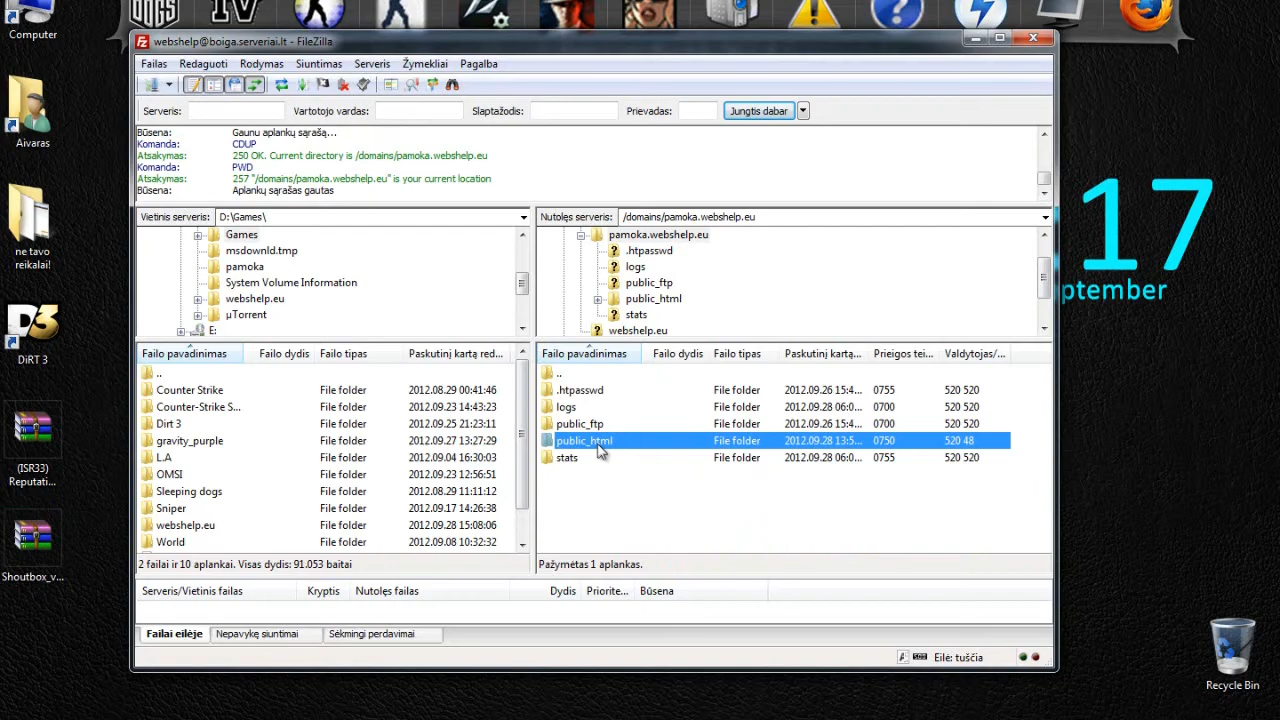 Computer
Aivaras
ne tavo
reikalai!
DiRT 3
(ISR33)
Reputati...
Shoutbox_v...
DOGS
IV
webshelp@boiga.serveriai.lt - FileZilla
Failas Redaguoti Rodymas Siuntimas Serveris Žymekliai Pagalba
Serveris: Vartotojo vardas: Slaptažodis: Prievadas: Jungtis dabar
Būsena: Gaunu aplankų sąrašą...
Komanda: CDUP
Atsakymas: 250 OK. Current directory is /domains/pamoka.webshelp.eu
Komanda: PWD
Atsakymas: 257 "/domains/pamoka.webshelp.eu" is your current location
Būsena: Aplankų sąrašas gautas
Vietinis serveris: D:\Games\
Games
msdownld.tmp
pamoka
System Volume Information
webshelp.eu
µTorrent
E:
Nutolęs serveris: /domains/pamoka.webshelp.eu
pamoka.webshelp.eu
.htpasswd
logs
public_ftp
public_html
stats
webshelp.eu
Failo pavadinimas Failo dydis Failo tipas Paskutinį kartą red...
..
Counter Strike File folder 2012.08.29 00:41:46
Counter-Strike S... File folder 2012.09.23 14:43:23
Dirt 3 File folder 2012.09.25 21:23:11
gravity_purple File folder 2012.09.27 13:27:29
L.A File folder 2012.09.04 16:30:03
OMSI File folder 2012.09.23 12:56:51
Sleeping dogs File folder 2012.08.29 11:11:12
Sniper File folder 2012.09.17 14:26:38
webshelp.eu File folder 2012.09.28 15:08:06
World File folder 2012.09.08 10:32:32
2 failai ir 10 aplankai. Visas dydis: 91.053 baitai
Failo pavadinimas Failo dydis Failo tipas Paskutinį kartą... Prieigos tei... Valdytojas/...
..
.htpasswd File folder 2012.09.26 15:4... 0755 520 520
logs File folder 2012.09.28 06:0... 0700 520 520
public_ftp File folder 2012.09.26 15:4... 0700 520 520
public_html File folder 2012.09.28 13:5... 0750 520 48
stats File folder 2012.09.28 06:0... 0755 520 520
Pažymėtas 1 aplankas.
Serveris/Vietinis failas Kryptis Nutolęs failas Dydis Priorite... Būsena
Failai eilėje Nepavykę siuntimai Sėkmingi perdavimai
Eilė: tuščia
17
ptember
Recycle Bin